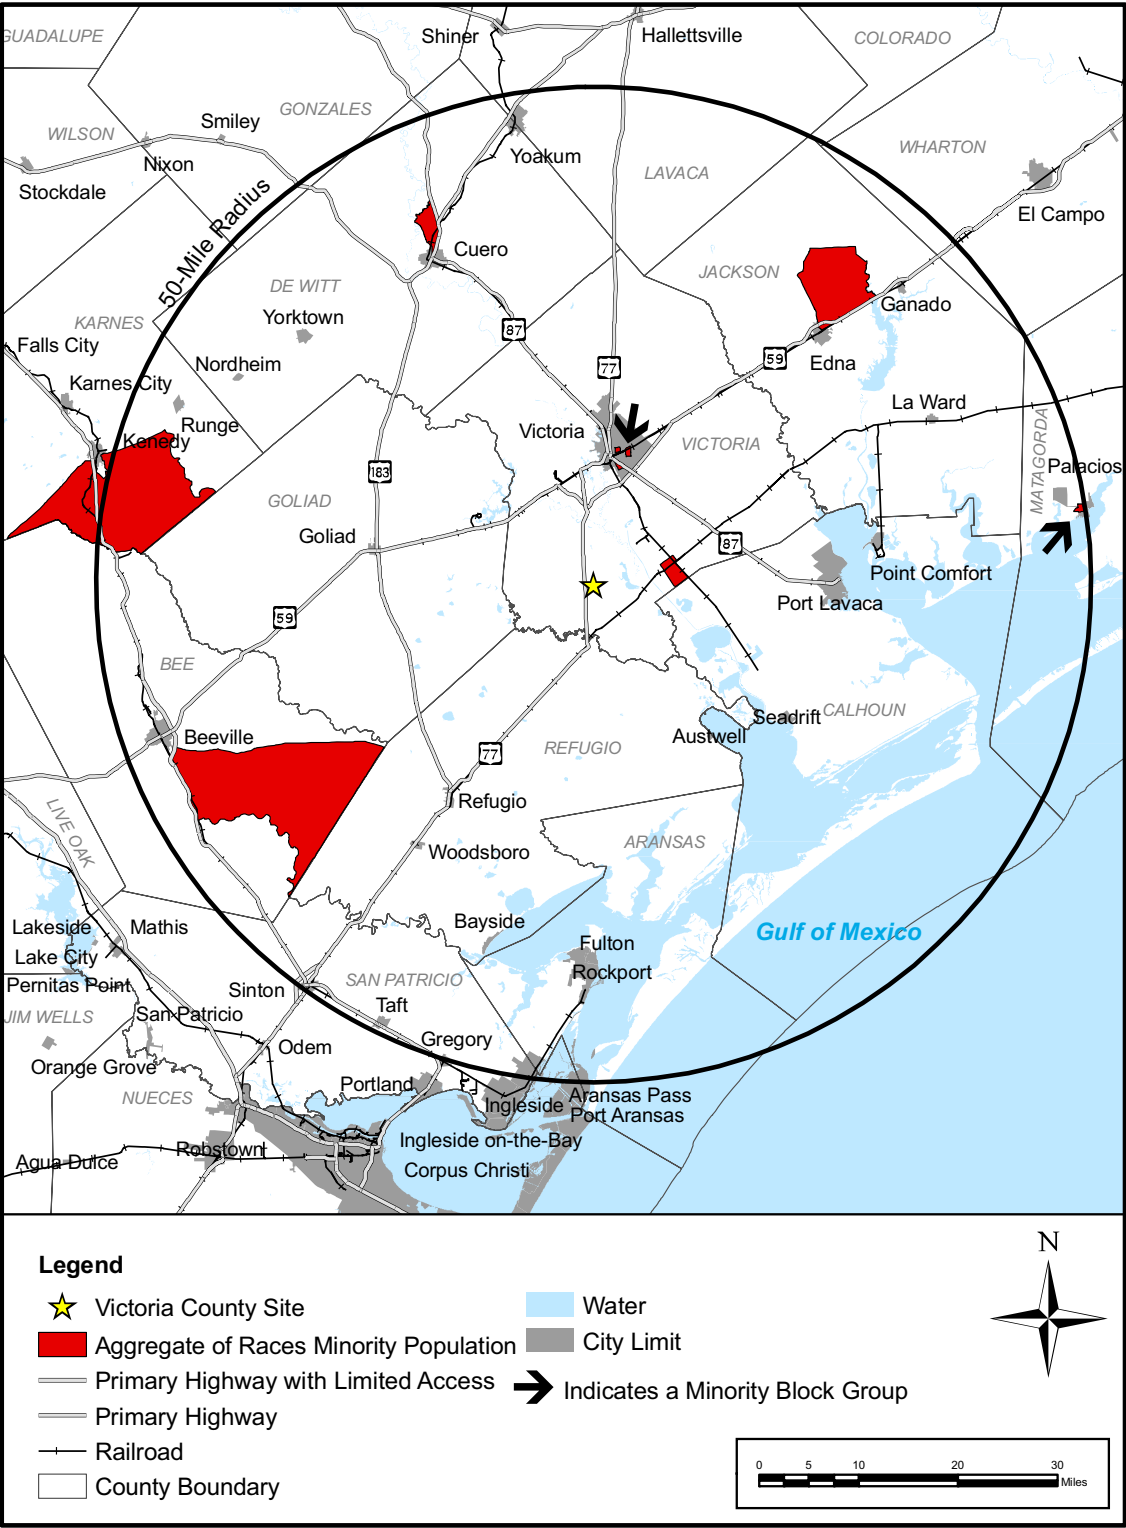 Shiner
Hallettsville
GUADALUPE
COLORADO
GONZALES
Smiley
WILSON
Nixon
Yoakum
WHARTON
Stockdale
LAVACA
El Campo
50-Mile Radius
Cuero
JACKSON
DE WITT
Ganado
KARNES
Yorktown
87
Falls City
59
Edna
Nordheim
77
Karnes City
La Ward
Runge
Victoria
VICTORIA
Kenedy
MATAGORDA
Palacios
183
GOLIAD
Goliad
87
Point Comfort
Port Lavaca
59
BEE
Seadrift
CALHOUN
Austwell
Beeville
REFUGIO
77
Refugio
LIVE OAK
ARANSAS
Woodsboro
Bayside
Lakeside
Mathis
Gulf of Mexico
Fulton
Lake City
Rockport
Pernitas Point
SAN PATRICIO
Sinton
Taft
JIM WELLS
San Patricio
Gregory
Odem
Orange Grove
Portland
NUECES
Ingleside
Aransas Pass
Port Aransas
Ingleside on-the-Bay
Robstown
Agua Dulce
Corpus Christi
Legend
Victoria County Site
Aggregate of Races Minority Population
Primary Highway with Limited Access
Primary Highway
Railroad
County Boundary
Water
City Limit
Indicates a Minority Block Group
N
0 5 10 20 30
Miles